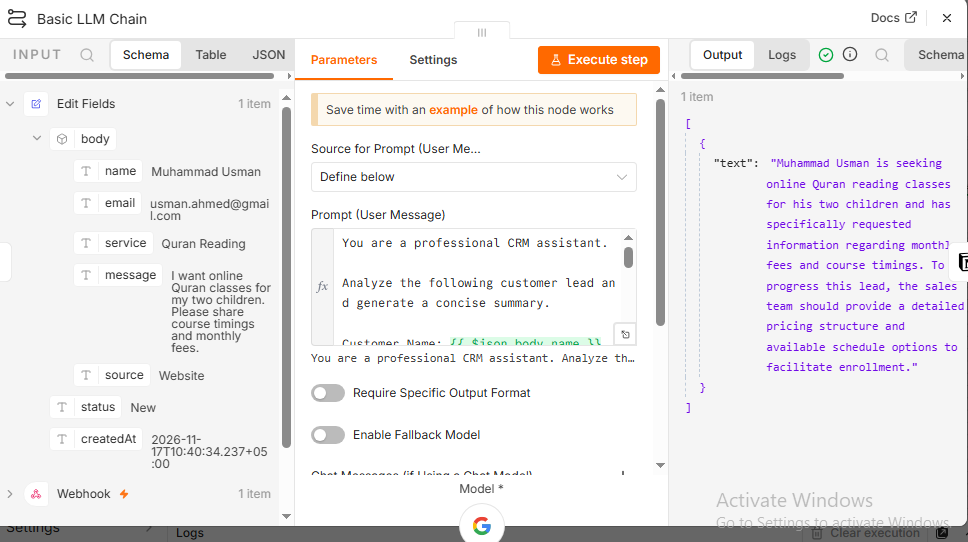 Basic LLM Chain
Docs
INPUT
Schema
Table
JSON
Parameters
Settings
Execute step
Output
Logs
Schema
Edit Fields
1 item
body
name
Muhammad Usman
email
usman.ahmed@gmai
l.com
service
Quran Reading
message
I want online
Quran classes for
my two children.
Please share
course timings
and monthly
fees.
source
Website
status
New
createdAt
2026-11-
17T10:40:34.237+05
:00
Webhook
1 item
Save time with an example of how this node works
Source for Prompt (User Me...
Define below
Prompt (User Message)
fx
You are a professional CRM assistant.
Analyze the following customer lead an
d generate a concise summary.
Customer Name: {{ $json.body.name }}
You are a professional CRM assistant. Analyze th...
Require Specific Output Format
Enable Fallback Model
Chat Messages (if Using a Chat Model)
Model *
1 item
[
{
"text": "Muhammad Usman is seeking
online Quran reading classes
for his two children and has
specifically requested
information regarding monthl
fees and course timings. To
progress this lead, the sales
team should provide a detailed
pricing structure and
available schedule options to
facilitate enrollment."
}
]
Activate Windows
Go to Settings to activate Windows.
Settings
Logs
Clear execution